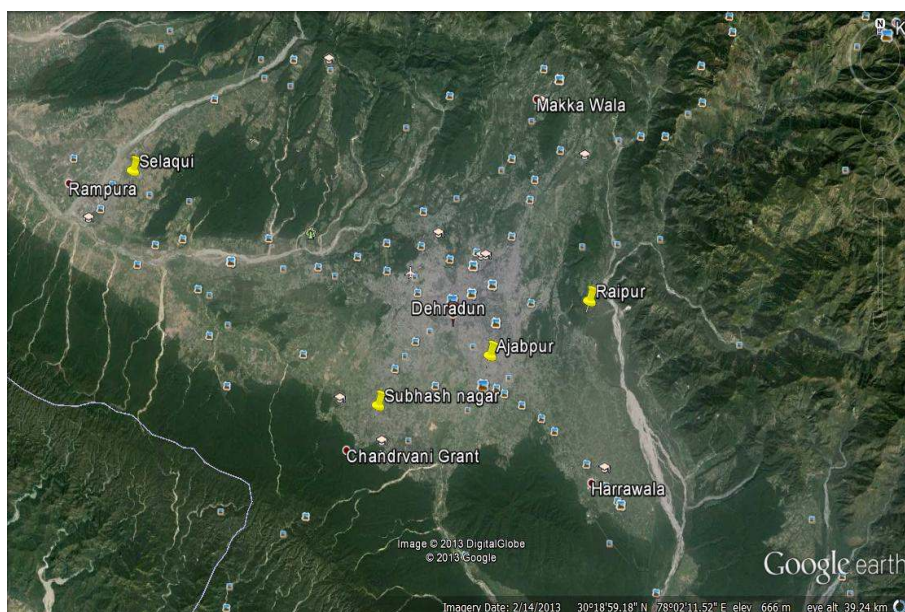 N
Makka Wala
Selaqui
Rampura
Raipur
Dehradun
Ajabpur
Subhash nagar
Chandrvani Grant
Harrawala
Image © 2013 DigitalGlobe
© 2013 Google
Google earth
Imagery Date: 2/14/2013 30°18'59.18" N 78°02'11.52" E elev 666 m eye alt 39.24 km